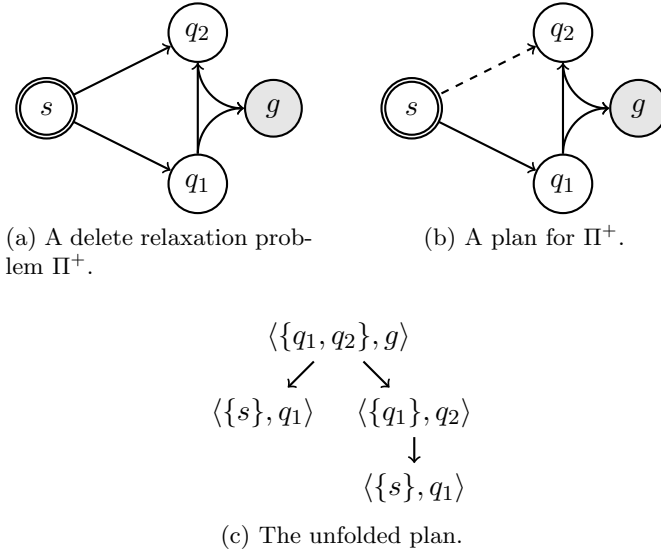 q₂ q₂
s g s g
q₁ q₁
(a) A delete relaxation prob- (b) A plan for Π⁺.
lem Π⁺.
⟨{q₁, q₂}, g⟩
⟨{s}, q₁⟩ ⟨{q₁}, q₂⟩
⟨{s}, q₁⟩
(c) The unfolded plan.